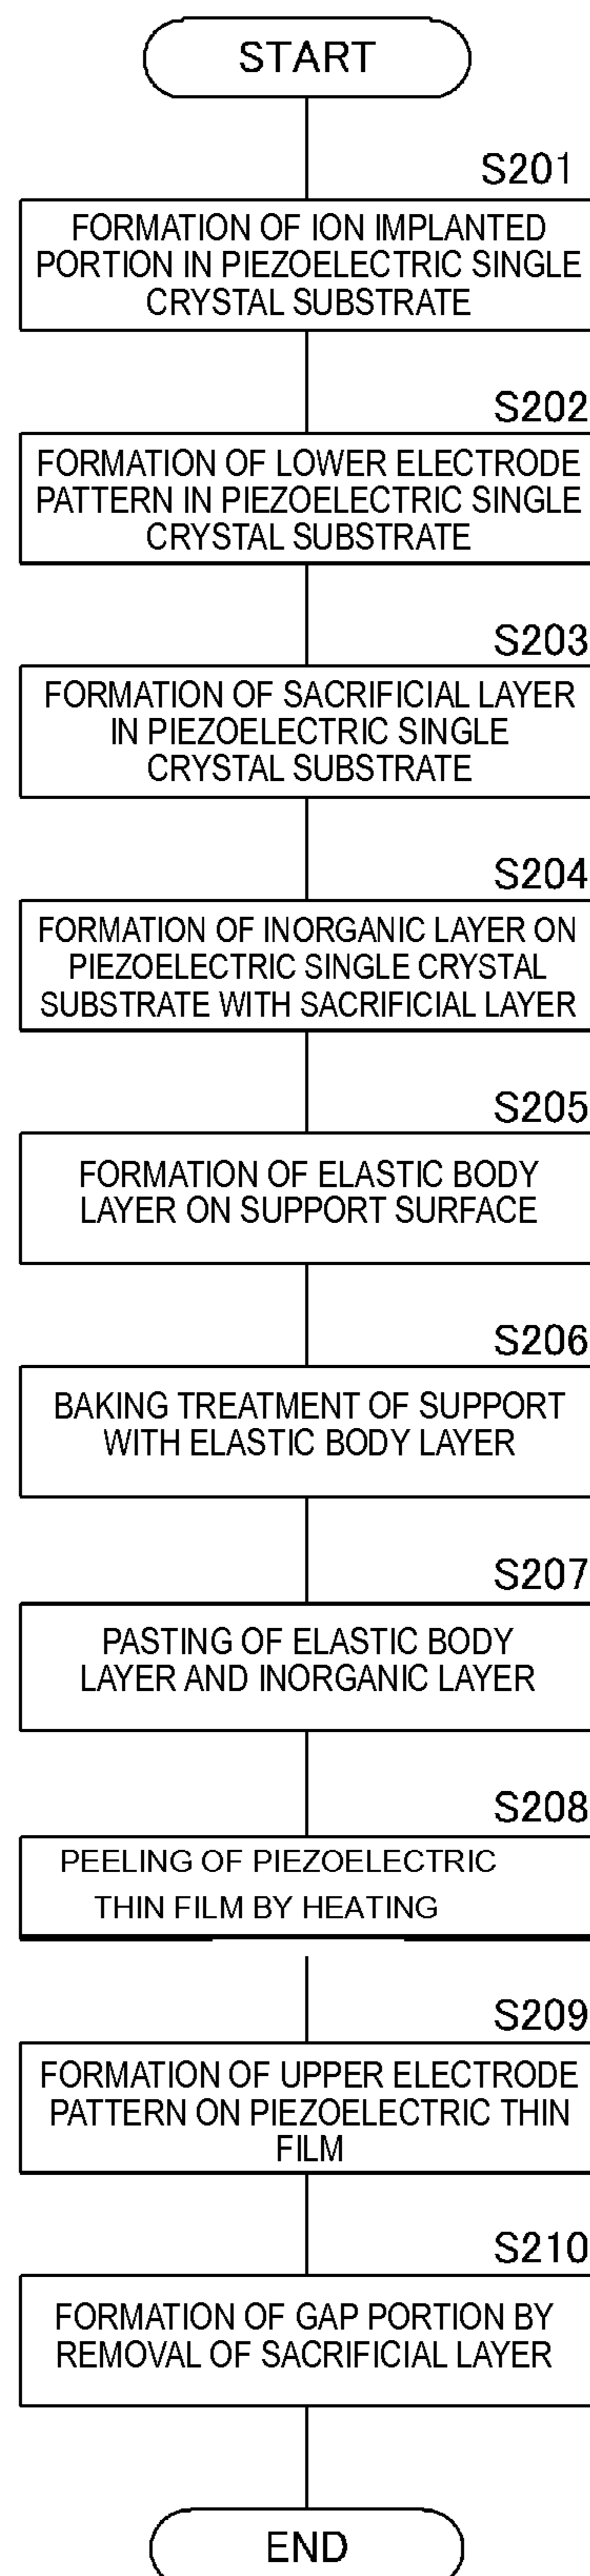 START
S201
FORMATION OF ION IMPLANTED
PORTION IN PIEZOELECTRIC SINGLE
CRYSTAL SUBSTRATE
S202
FORMATION OF LOWER ELECTRODE
PATTERN IN PIEZOELECTRIC SINGLE
CRYSTAL SUBSTRATE
S203
FORMATION OF SACRIFICIAL LAYER
IN PIEZOELECTRIC SINGLE
CRYSTAL SUBSTRATE
S204
FORMATION OF INORGANIC LAYER ON
PIEZOELECTRIC SINGLE CRYSTAL
SUBSTRATE WITH SACRIFICIAL LAYER
S205
FORMATION OF ELASTIC BODY
LAYER ON SUPPORT SURFACE
S206
BAKING TREATMENT OF SUPPORT
WITH ELASTIC BODY LAYER
S207
PASTING OF ELASTIC BODY
LAYER AND INORGANIC LAYER
S208
PEELING OF PIEZOELECTRIC
THIN FILM BY HEATING
S209
FORMATION OF UPPER ELECTRODE
PATTERN ON PIEZOELECTRIC THIN
FILM
S210
FORMATION OF GAP PORTION BY
REMOVAL OF SACRIFICIAL LAYER
END